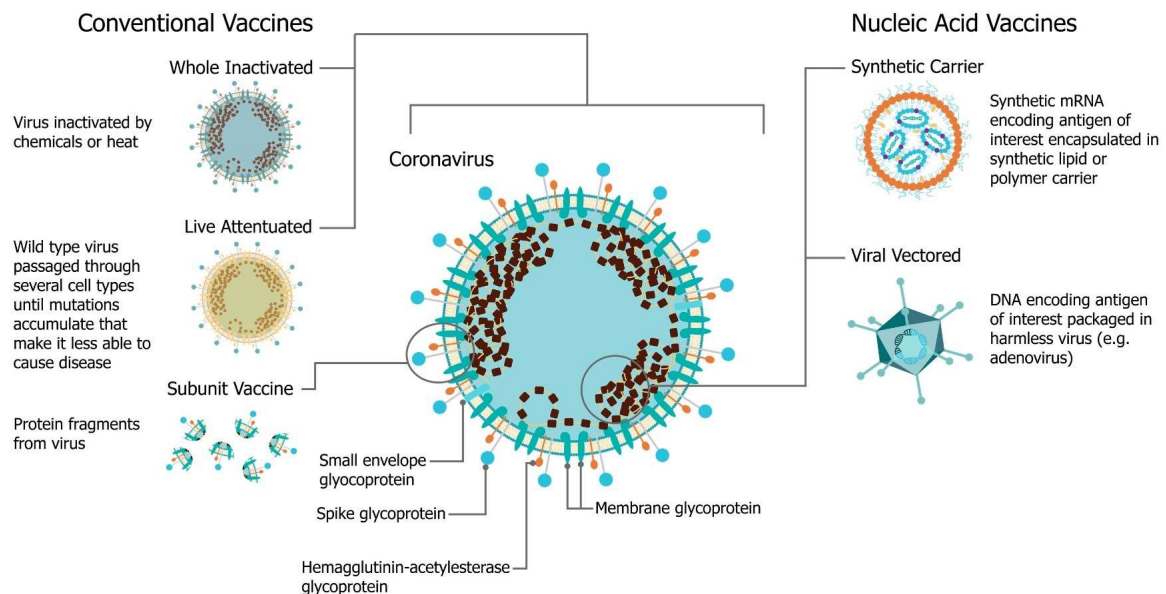 Conventional Vaccines
Whole Inactivated
Virus inactivated by
chemicals or heat
Live Attentuated
Wild type virus
passaged through
several cell types
until mutations
accumulate that
make it less able to
cause disease
Subunit Vaccine
Protein fragments
from virus
Coronavirus
Small envelope
glyocoprotein
Spike glycoprotein
Hemagglutinin-acetylesterase
glycoprotein
Membrane glycoprotein
Nucleic Acid Vaccines
Synthetic Carrier
Synthetic mRNA
encoding antigen of
interest encapsulated in
synthetic lipid or
polymer carrier
Viral Vectored
DNA encoding antigen
of interest packaged in
harmless virus (e.g.
adenovirus)